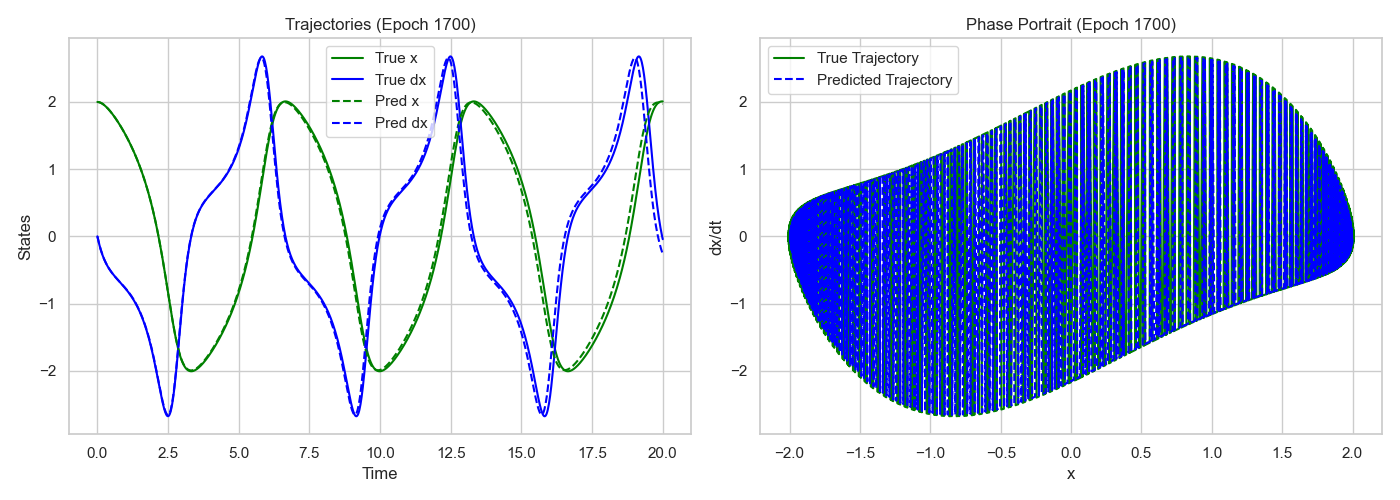 Trajectories (Epoch 1700)
True x
True dx
Pred x
Pred dx
States
2
1
0
−1
−2
0.0 2.5 5.0 7.5 10.0 12.5 15.0 17.5 20.0
Time
Phase Portrait (Epoch 1700)
True Trajectory
Predicted Trajectory
dx/dt
2
1
0
−1
−2
−2.0 −1.5 −1.0 −0.5 0.0 0.5 1.0 1.5 2.0
x